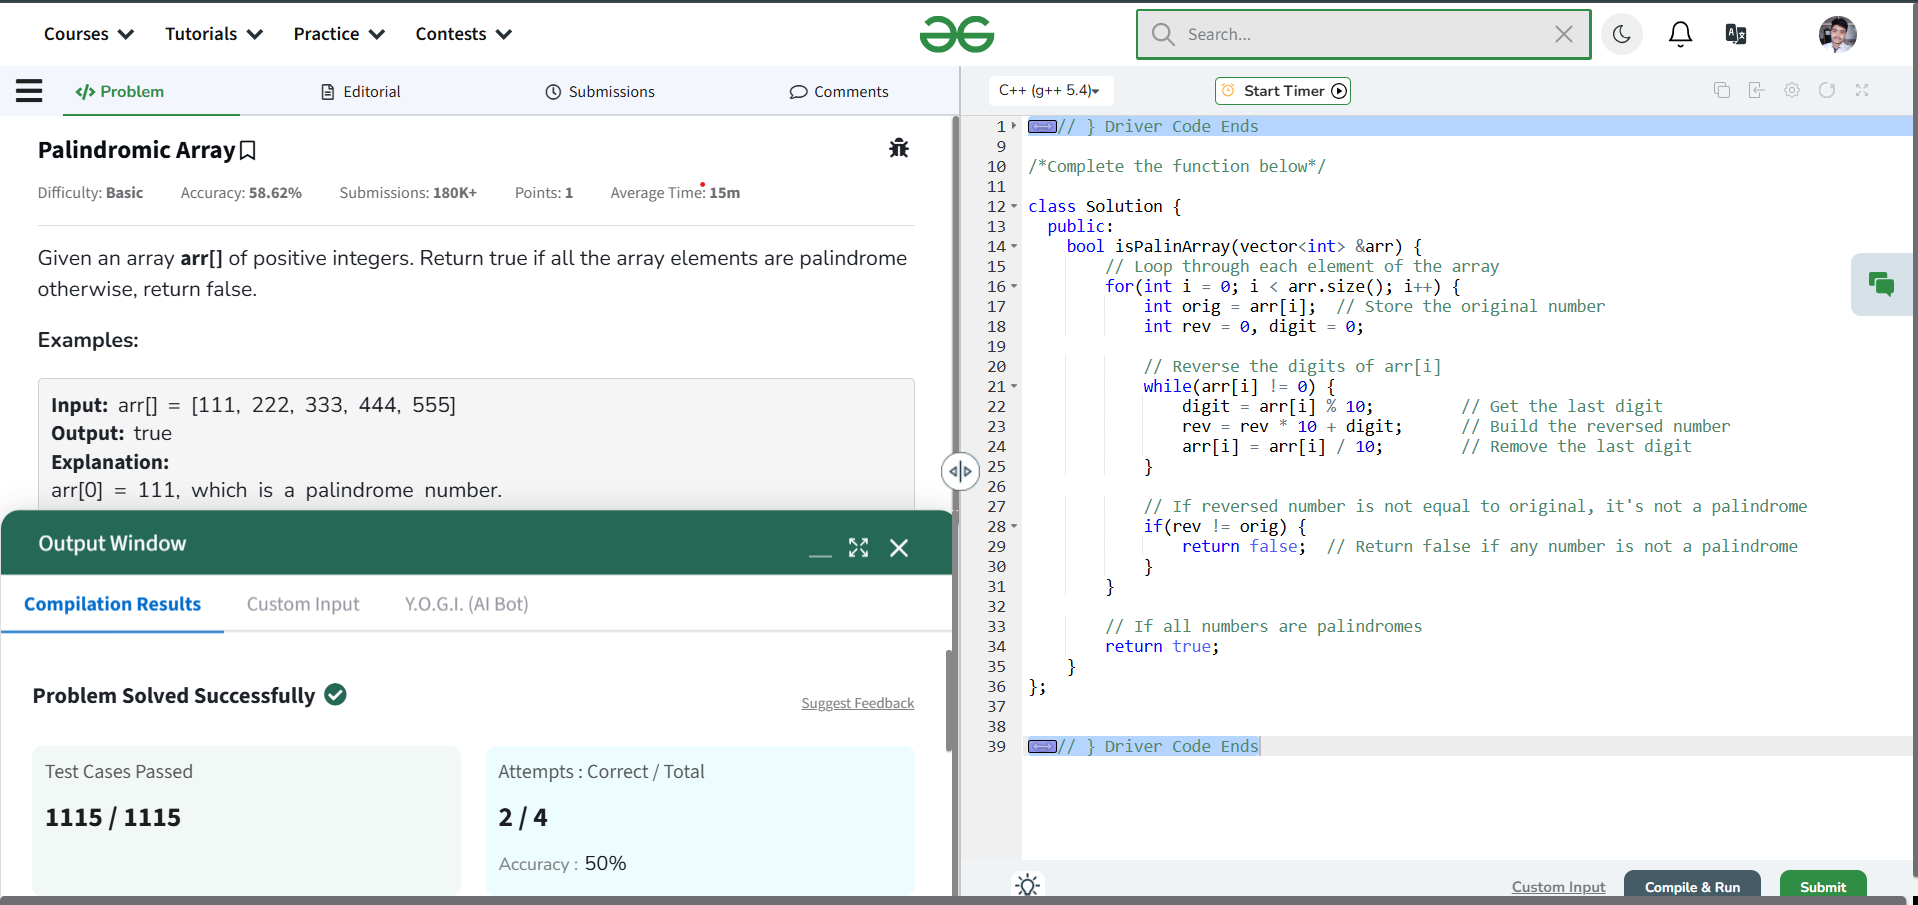 Courses Tutorials Practice Contests
Search...
</> Problem Editorial Submissions Comments
C++ (g++ 5.4)
Start Timer
Palindromic Array
Difficulty: Basic Accuracy: 58.62% Submissions: 180K+ Points: 1 Average Time: 15m
Given an array arr[] of positive integers. Return true if all the array elements are palindrome
otherwise, return false.
Examples:
Input: arr[] = [111, 222, 333, 444, 555]
Output: true
Explanation:
arr[0] = 111, which is a palindrome number.
Output Window
Compilation Results Custom Input Y.O.G.I. (AI Bot)
Problem Solved Successfully
Suggest Feedback
Test Cases Passed
1115 / 1115
Attempts : Correct / Total
2 / 4
Accuracy : 50%
1 // } Driver Code Ends
9
10 /*Complete the function below*/
11
12 class Solution {
13 public:
14 bool isPalinArray(vector<int> &arr) {
15 // Loop through each element of the array
16 for(int i = 0; i < arr.size(); i++) {
17 int orig = arr[i]; // Store the original number
18 int rev = 0, digit = 0;
19
20 // Reverse the digits of arr[i]
21 while(arr[i] != 0) {
22 digit = arr[i] % 10; // Get the last digit
23 rev = rev * 10 + digit; // Build the reversed number
24 arr[i] = arr[i] / 10; // Remove the last digit
25 }
26
27 // If reversed number is not equal to original, it's not a palindrome
28 if(rev != orig) {
29 return false; // Return false if any number is not a palindrome
30 }
31 }
32
33 // If all numbers are palindromes
34 return true;
35 }
36 };
37
38
39 // } Driver Code Ends
Custom Input Compile & Run Submit